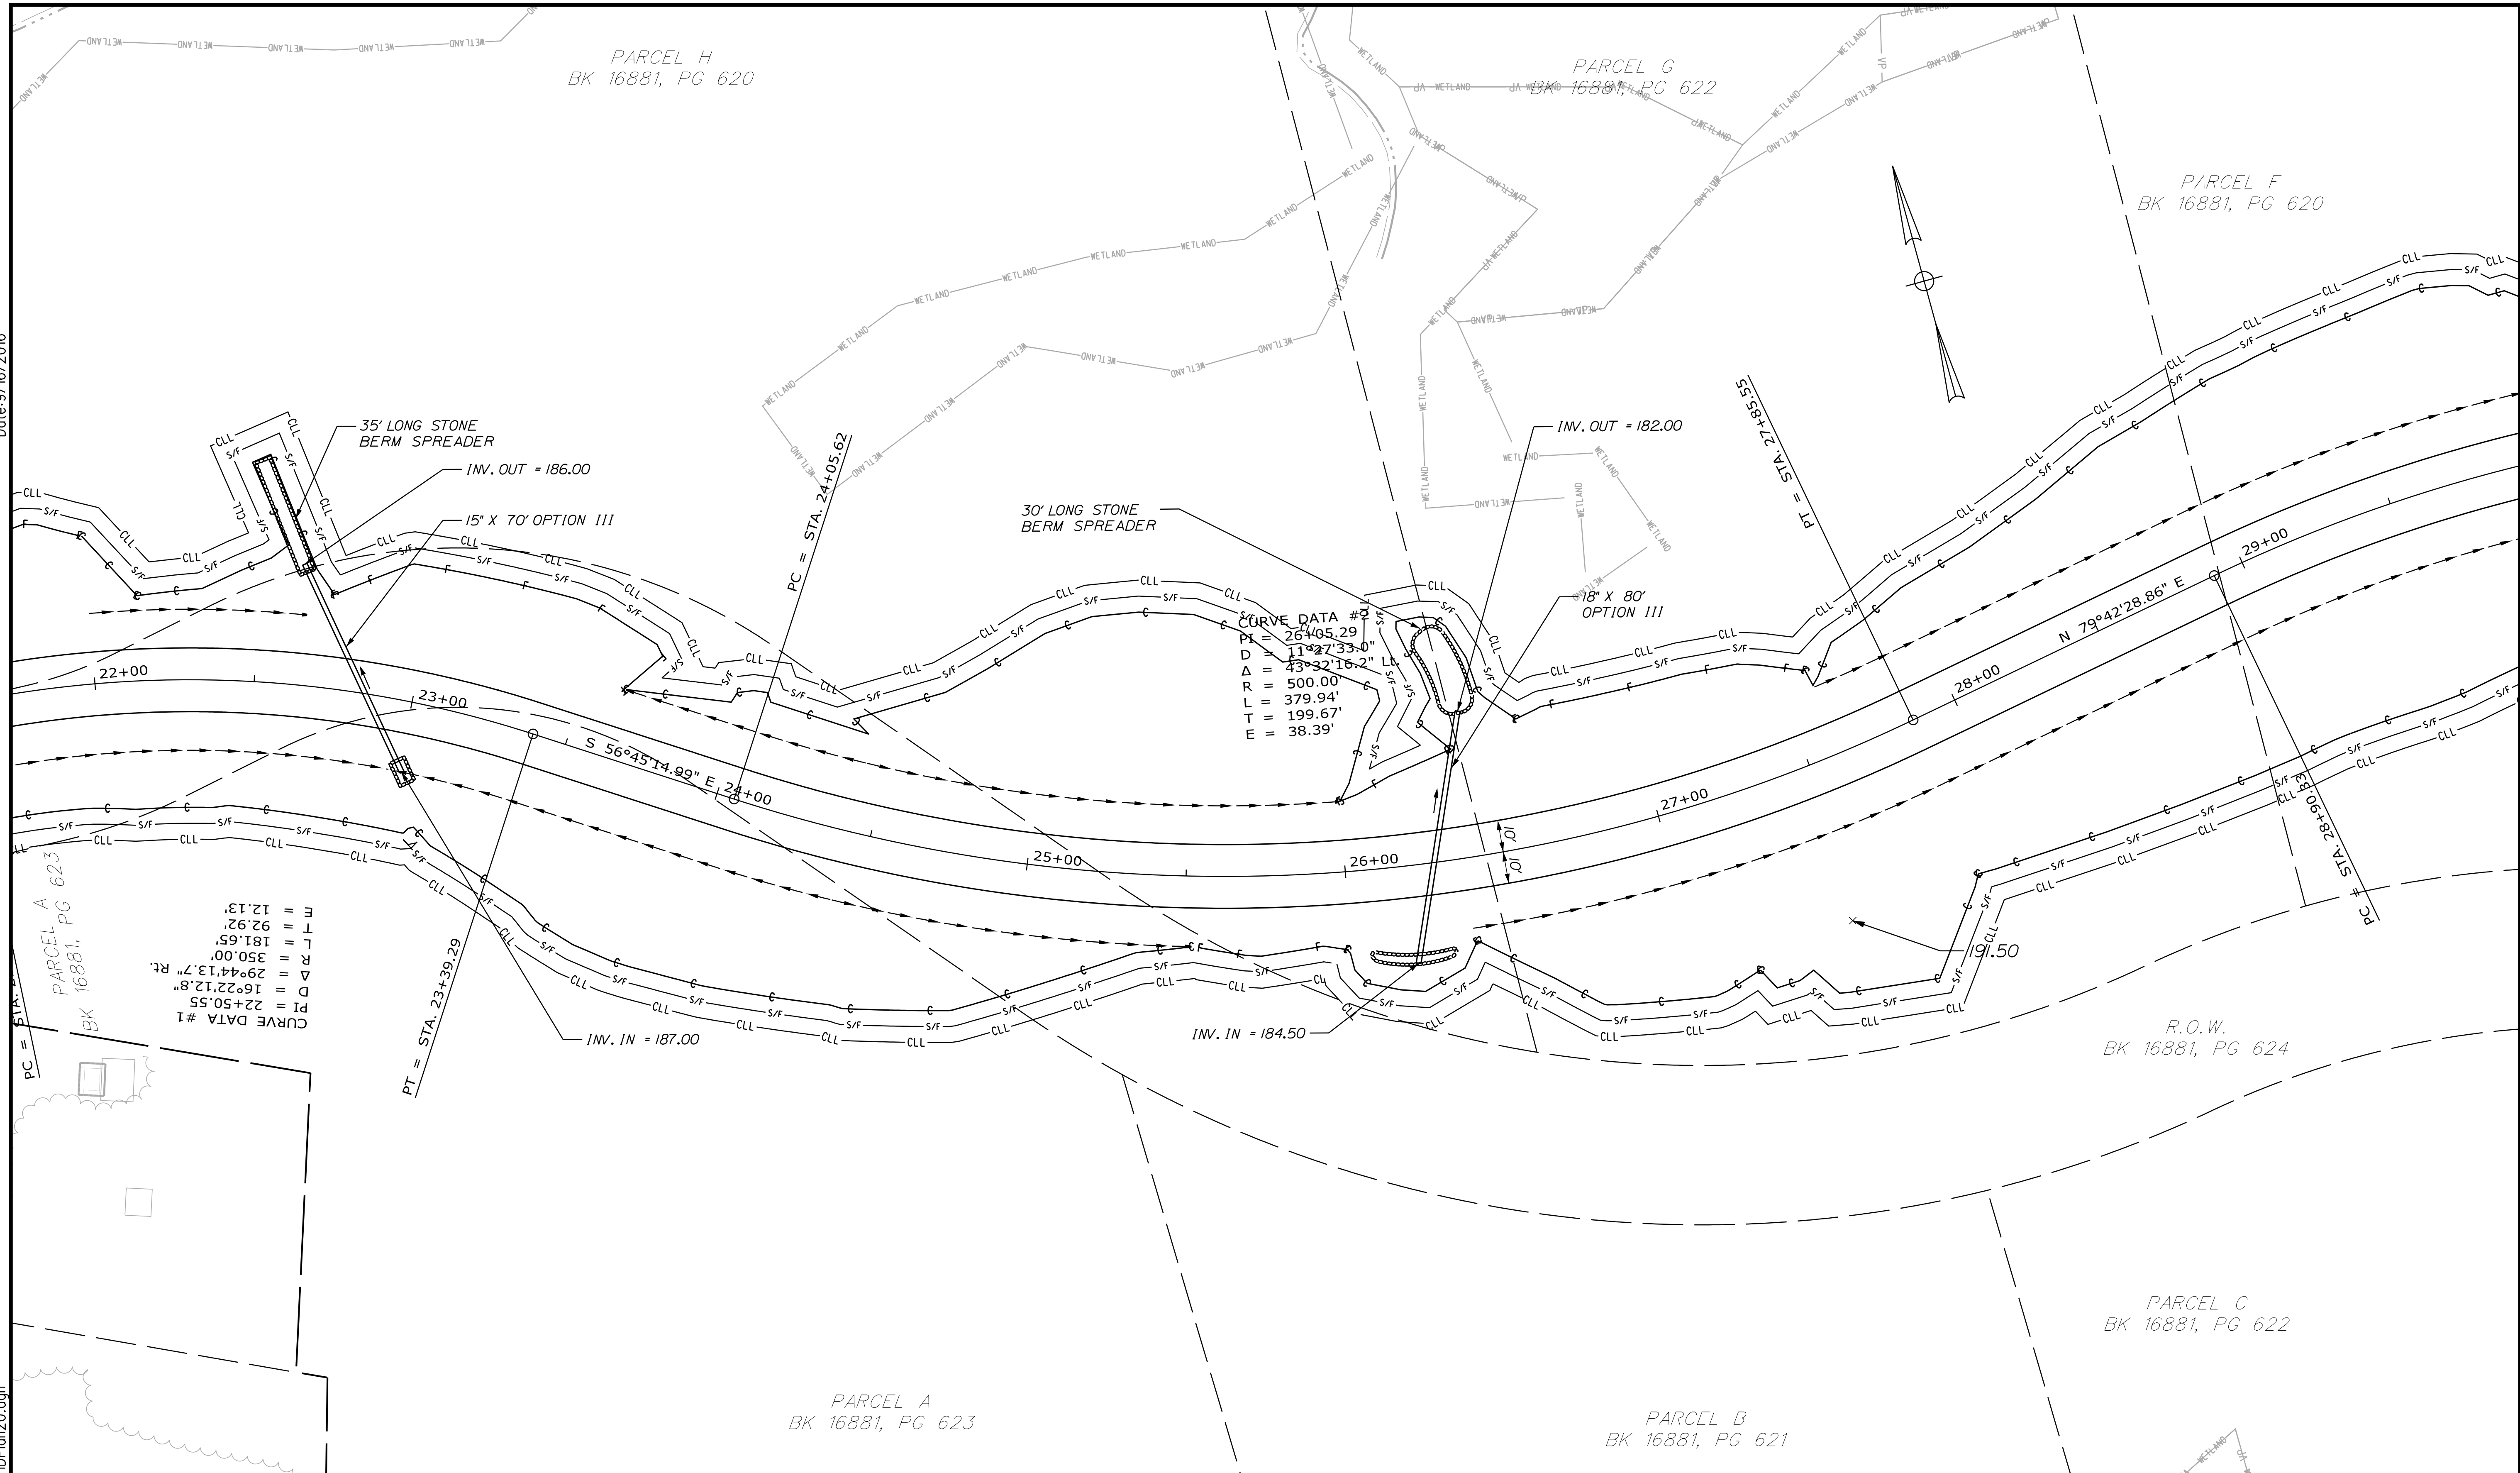 PARCEL H
BK 16881, PG 620
PARCEL G
BK 16881, PG 622
PARCEL F
BK 16881, PG 620
35' LONG STONE
BERM SPREADER
INV. OUT = 186.00
15" X 70' OPTION III
PC = STA. 24+05.62
30' LONG STONE
BERM SPREADER
INV. OUT = 182.00
18" X 80'
OPTION III
PT = STA. 27+85.55
CURVE DATA #2
PI = 26+05.29
D = 11°27'33.0"
Δ = 43°32'16.2" Lt.
R = 500.00'
L = 379.94'
T = 199.67'
E = 38.39'
22+00
23+00
S 56°45'14.99" E
24+00
25+00
26+00
27+00
28+00
N 79°42'28.86" E
29+00
10'
10'
PC = STA. 28+90.33
191.50
PARCEL A
BK 16881, PG 623
CURVE DATA #1
PI = 22+50.55
D = 16°22'12.8"
Δ = 29°44'13.7" Rt.
R = 350.00'
L = 181.65'
T = 92.92'
E = 12.13'
PC = STA.
PT = STA. 23+39.29
INV. IN = 187.00
INV. IN = 184.50
R.O.W.
BK 16881, PG 624
PARCEL C
BK 16881, PG 622
PARCEL A
BK 16881, PG 623
PARCEL B
BK 16881, PG 621
WETLAND
VP
CLL
S/F
C
F